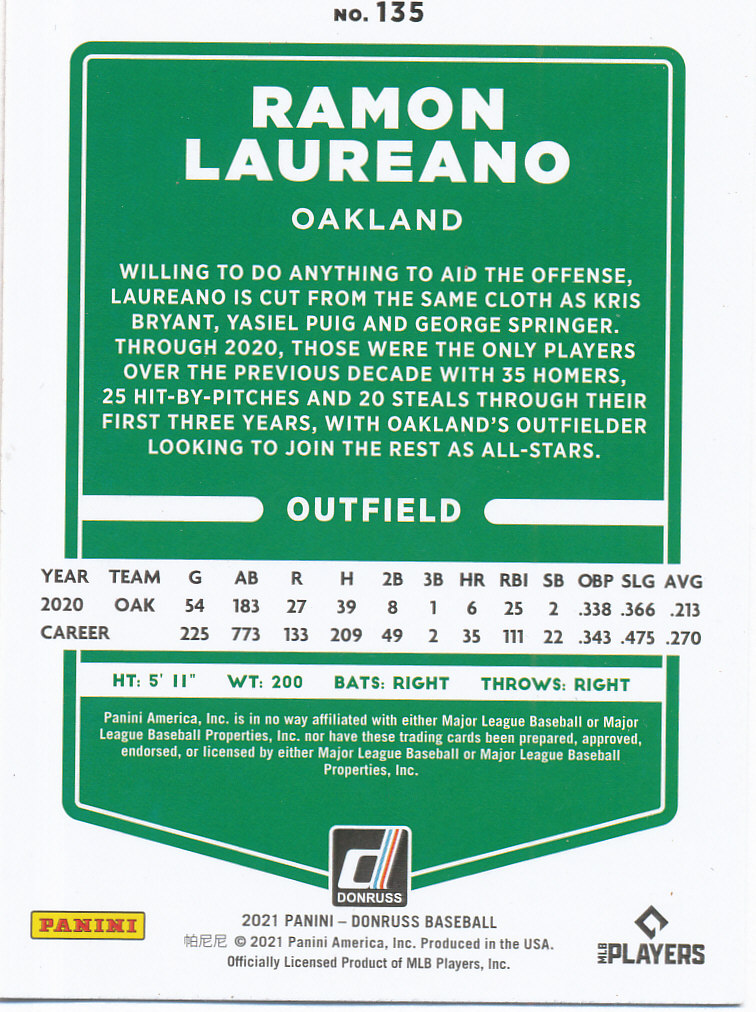 NO. 135
RAMON
LAUREANO
OAKLAND
WILLING TO DO ANYTHING TO AID THE OFFENSE,
LAUREANO IS CUT FROM THE SAME CLOTH AS KRIS
BRYANT, YASIEL PUIG AND GEORGE SPRINGER.
THROUGH 2020, THOSE WERE THE ONLY PLAYERS
OVER THE PREVIOUS DECADE WITH 35 HOMERS,
25 HIT-BY-PITCHES AND 20 STEALS THROUGH THEIR
FIRST THREE YEARS, WITH OAKLAND'S OUTFIELDER
LOOKING TO JOIN THE REST AS ALL-STARS.
OUTFIELD
YEAR TEAM G AB R H 2B 3B HR RBI SB OBP SLG AVG
2020 OAK 54 183 27 39 8 1 6 25 2 .338 .366 .213
CAREER 225 773 133 209 49 2 35 111 22 .343 .475 .270
HT: 5' 11" WT: 200 BATS: RIGHT THROWS: RIGHT
Panini America, Inc. is in no way affiliated with either Major League Baseball or Major
League Baseball Properties, Inc. nor have these trading cards been prepared, approved,
endorsed, or licensed by either Major League Baseball or Major League Baseball
Properties, Inc.
d
DONRUSS
PANINI
2021 PANINI – DONRUSS BASEBALL
帕尼尼 © 2021 Panini America, Inc. Produced in the USA.
Officially Licensed Product of MLB Players, Inc.
MLB PLAYERS